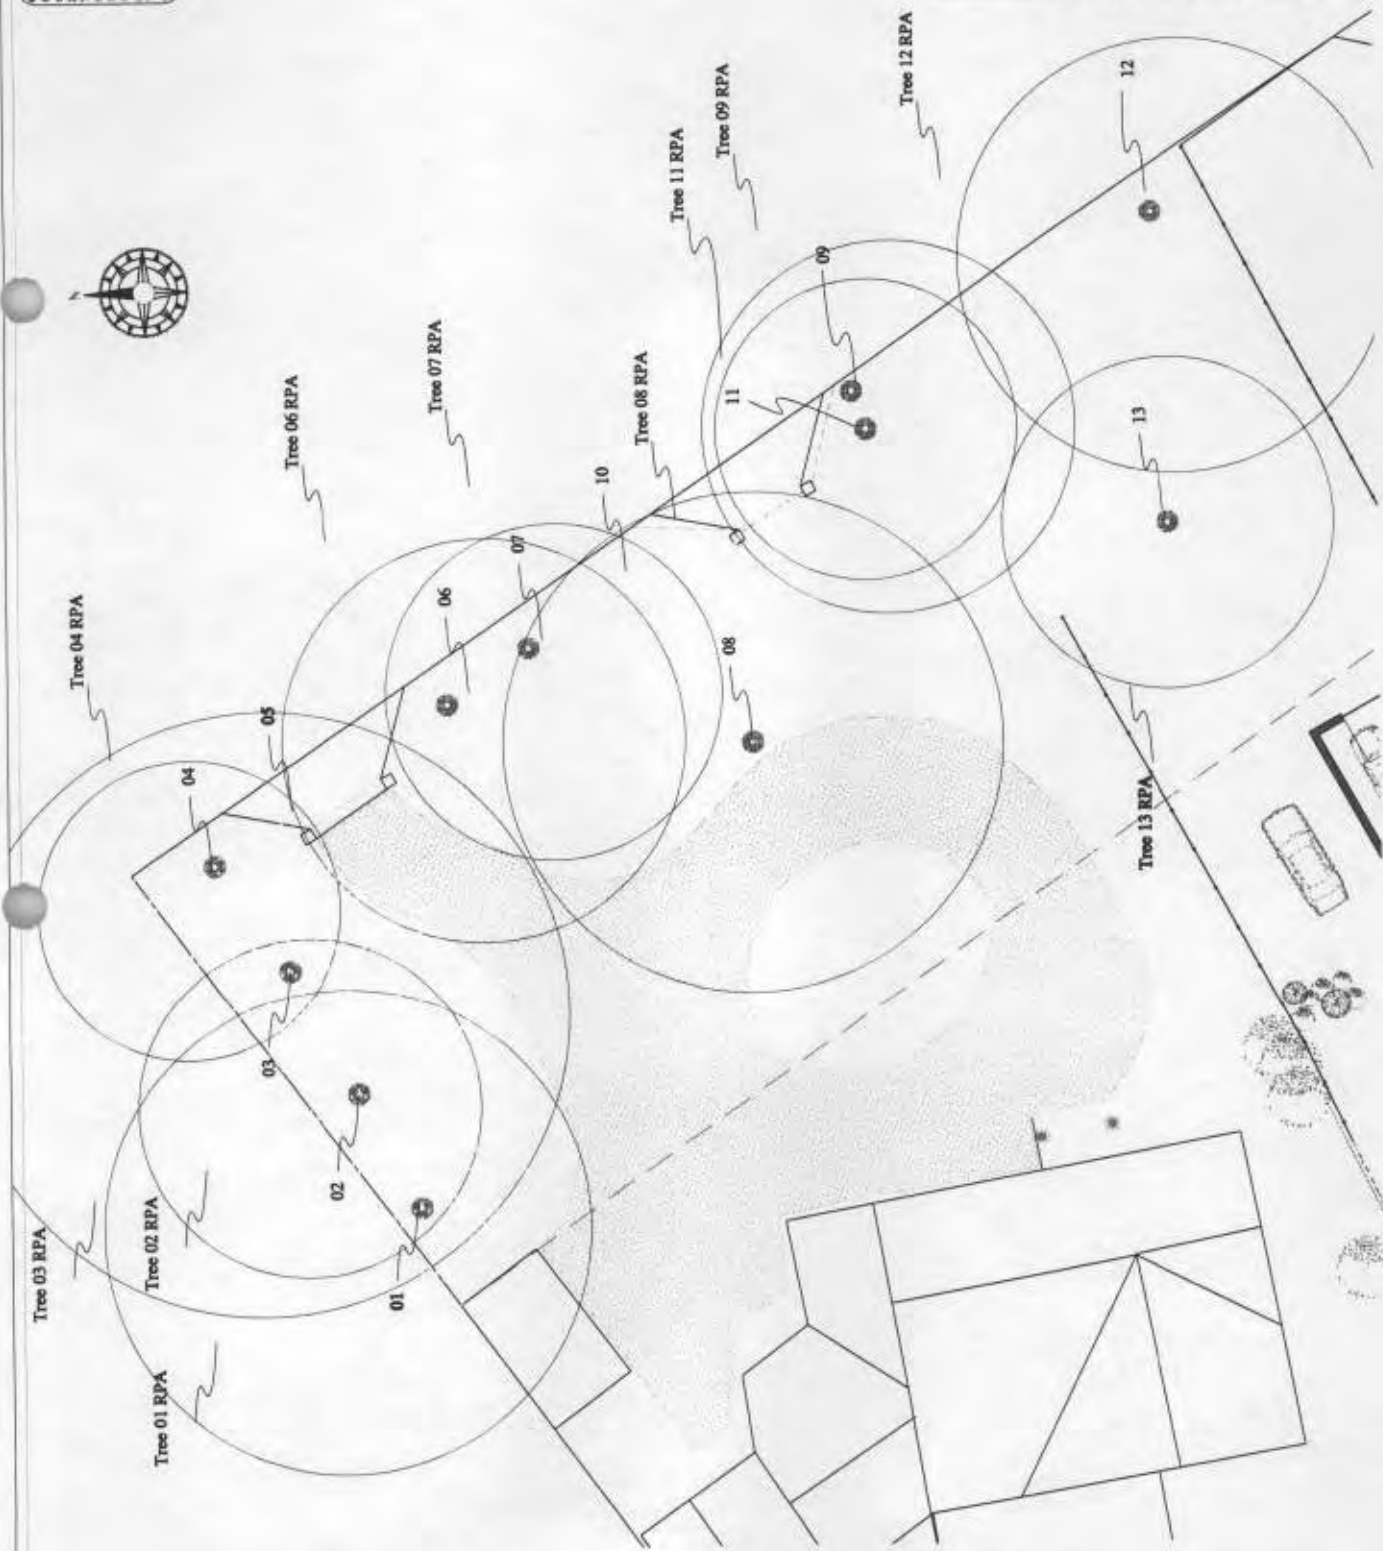 Tree 12 RPA
Tree 09 RPA
Tree 11 RPA
12
09
N
Tree 07 RPA
Tree 08 RPA
Tree 06 RPA
11
13
10
07
06
Tree 04 RPA
08
05
04
Tree 13 RPA
03
02
Tree 02 RPA
01
Tree 03 RPA
Tree 01 RPA